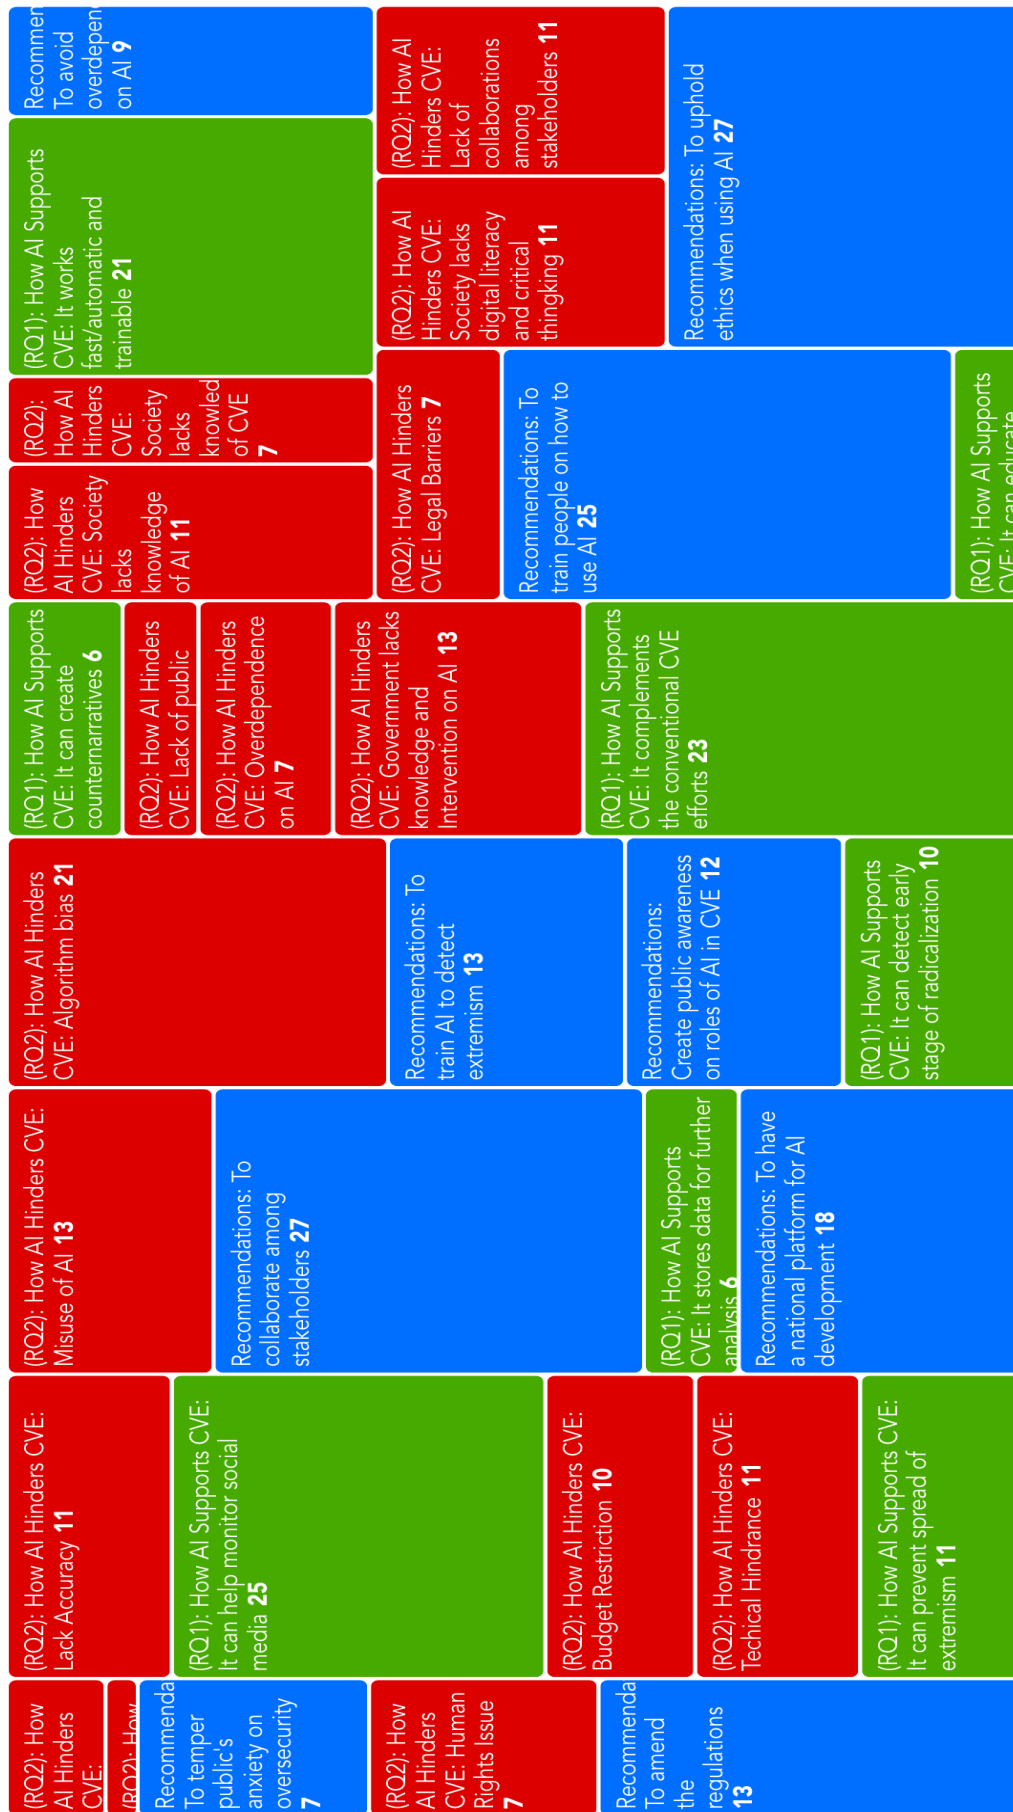 (RQ2): How
AI Hinders
CVE:
(RQ2): How
Recommenda
To temper
public's
anxiety on
oversecurity
7
(RQ2): How
AI Hinders
CVE: Human
Rights Issue
7
Recommenda
To amend
the
regulations
13
(RQ2): How AI Hinders CVE:
Lack Accuracy 11
(RQ1): How AI Supports CVE:
It can help monitor social
media 25
(RQ2): How AI Hinders CVE:
Budget Restriction 10
(RQ2): How AI Hinders CVE:
Techical Hindrance 11
(RQ1): How AI Supports CVE:
It can prevent spread of
extremism 11
(RQ2): How AI Hinders CVE:
Misuse of AI 13
Recommendations: To
collaborate among
stakeholders 27
(RQ1): How AI Supports
CVE: It stores data for further
analysis 6
Recommendations: To have
a national platform for AI
development 18
(RQ2): How AI Hinders
CVE: Algorithm bias 21
Recommendations: To
train AI to detect
extremism 13
Recommendations:
Create public awareness
on roles of AI in CVE 12
(RQ1): How AI Supports
CVE: It can detect early
stage of radicalization 10
(RQ1): How AI Supports
CVE: It can create
counternarratives 6
(RQ2): How AI Hinders
CVE: Lack of public
(RQ2): How AI Hinders
CVE: Overdependence
on AI 7
(RQ2): How AI Hinders
CVE: Government lacks
knowledge and
Intervention on AI 13
(RQ1): How AI Supports
CVE: It complements
the conventional CVE
efforts 23
(RQ2): How
AI Hinders
CVE: Society
lacks
knowledge
of AI 11
(RQ2):
How AI
Hinders
CVE:
Society
lacks
knowled
of CVE
7
(RQ2): How AI Hinders
CVE: Legal Barriers 7
Recommendations: To
train people on how to
use AI 25
(RQ1): How AI Supports
CVE: It can educate
(RQ1): How AI Supports
CVE: It works
fast/automatic and
trainable 21
Recommen
To avoid
overdepen
on AI 9
(RQ2): How AI
Hinders CVE:
Society lacks
digital literacy
and critical
thingking 11
(RQ2): How AI
Hinders CVE:
Lack of
collaborations
among
stakeholders 11
Recommendations: To uphold
ethics when using AI 27